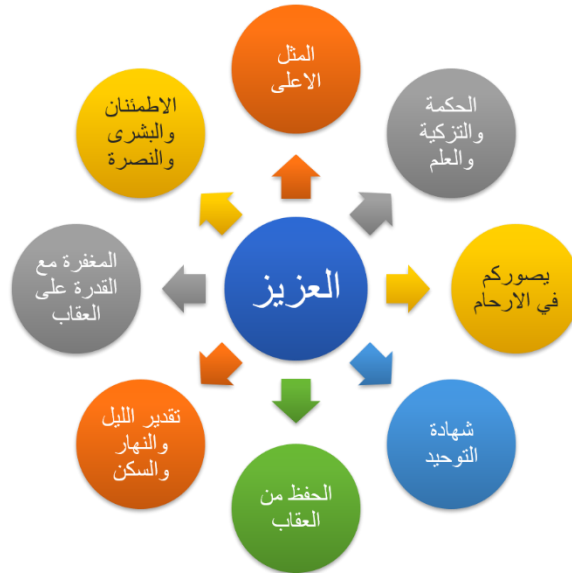 المثل
الاعلى
الحكمة
والتزكية
والعلم
يصوركم
في الارحام
شهادة
التوحيد
الحفظ من
العقاب
تقدير الليل
والنهار
والسكن
المغفرة مع
القدرة على
العقاب
الاطمئنان
والبشرى
والنصرة
العزيز